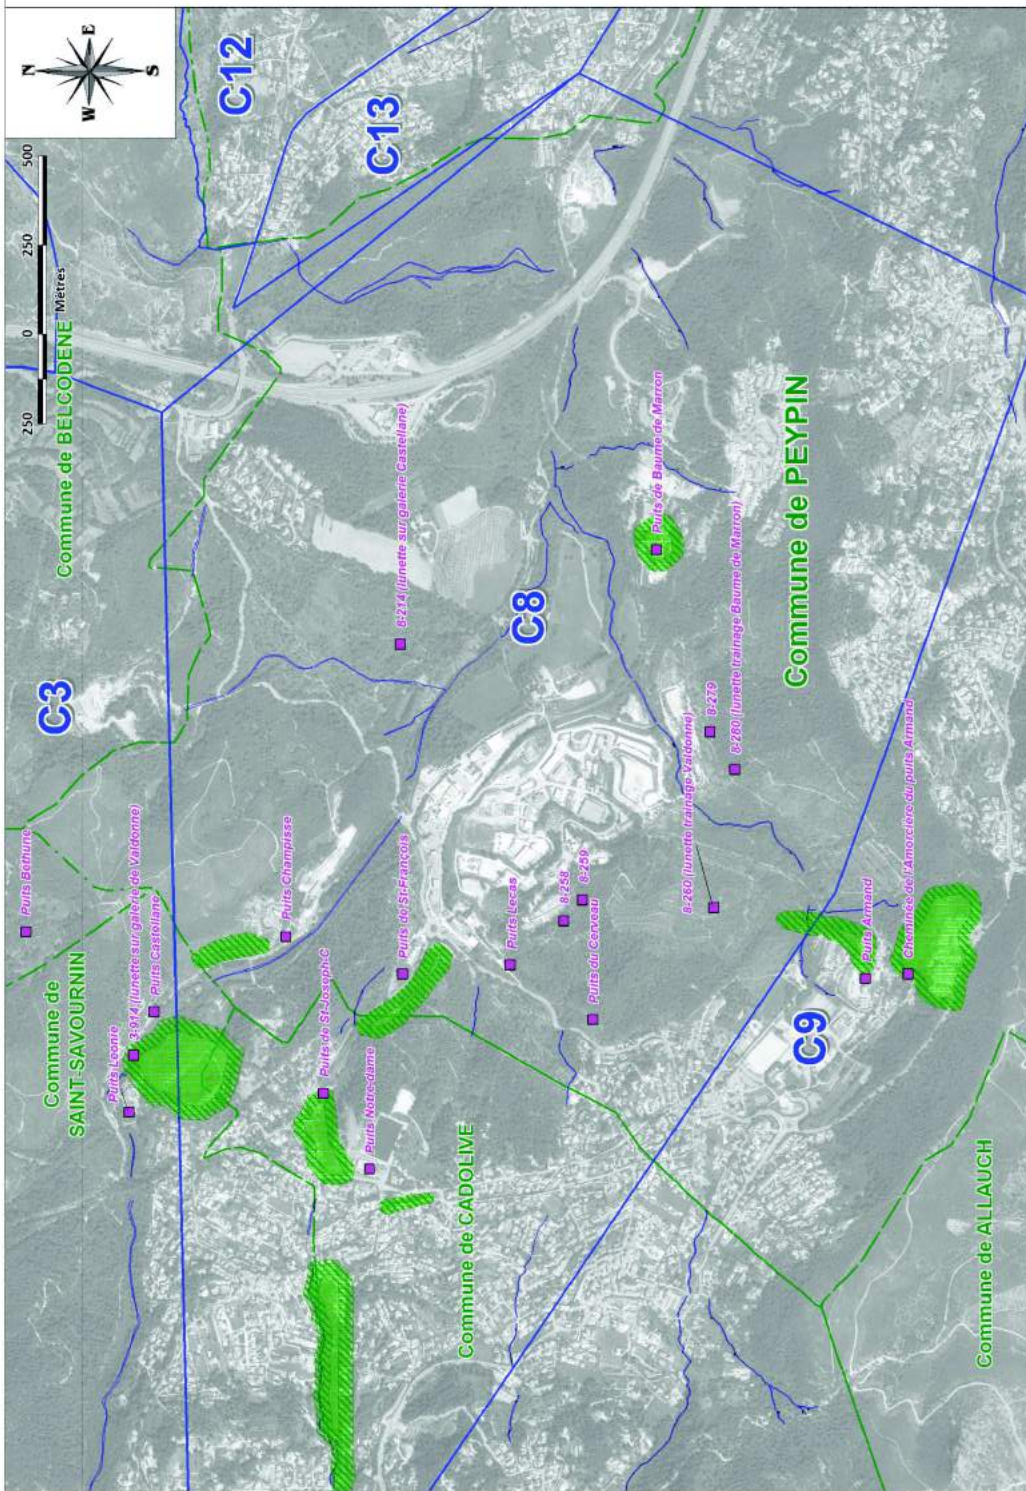 N
E
S
W
500
250
0
250
Mètres
Commune de BELCODENE
C12
C13
C3
Puits Bethune
Commune de
SAINT-SAVOURNIN
3-914 (lunette sur galerie de Valdonne)
Puits Castellane
Puits Leonie
Puits Champisse
8-214 (lunette sur galerie Castellane)
Puits de St-Joseph-C
Puits de St-François
Puits Notre-dame
Commune de CADOLIVE
Puits Lecas
C8
8-258
8-259
Puits du Cerveau
Puits de Baume de Marron
8-260 (lunette trainage Valdonne)
8-279
8-280 (lunette trainage Baume de Marron)
Commune de PEYPIN
C9
Puits Armand
Cheminée de l'Amorcière du puits Armand
Commune de ALLAUCH